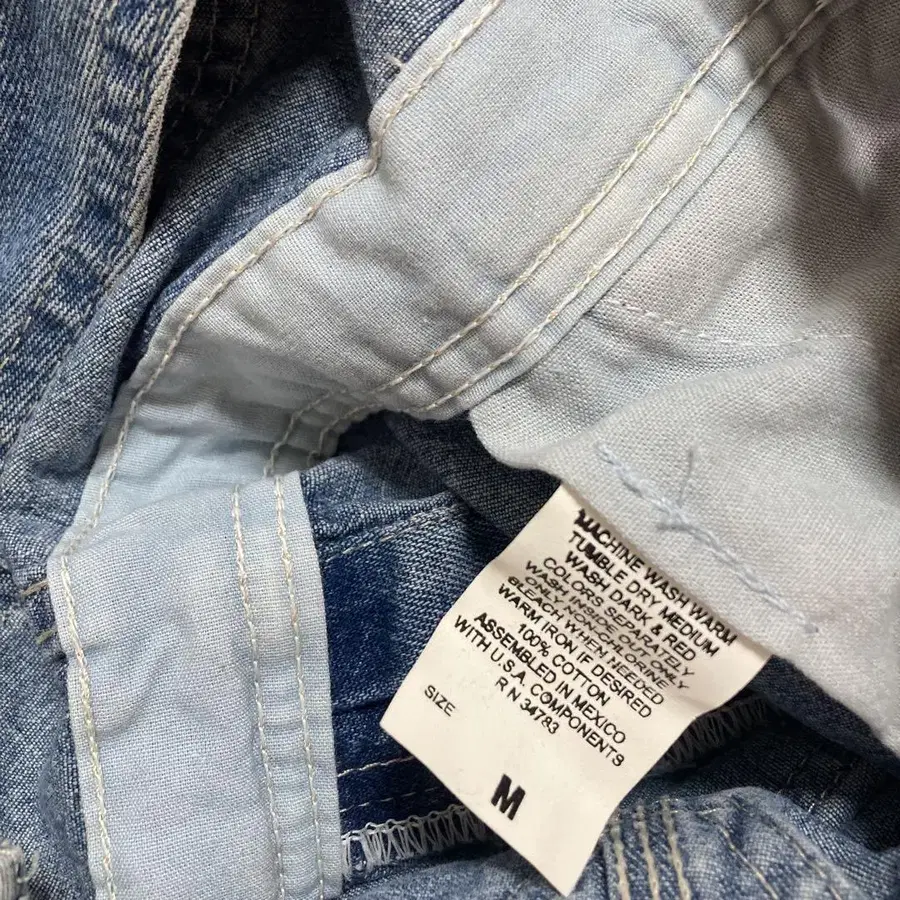 MACHINE WASH WARM
TUMBLE DRY MEDIUM
WASH DARK & RED
COLORS SEPARATELY
WASH INSIDE OUT
ONLY NON-CHLORINE
BLEACH WHEN NEEDED
WARM IRON IF DESIRED
100% COTTON
ASSEMBLED IN MEXICO
WITH U.S.A. COMPONENTS
RN 34783
SIZE
M